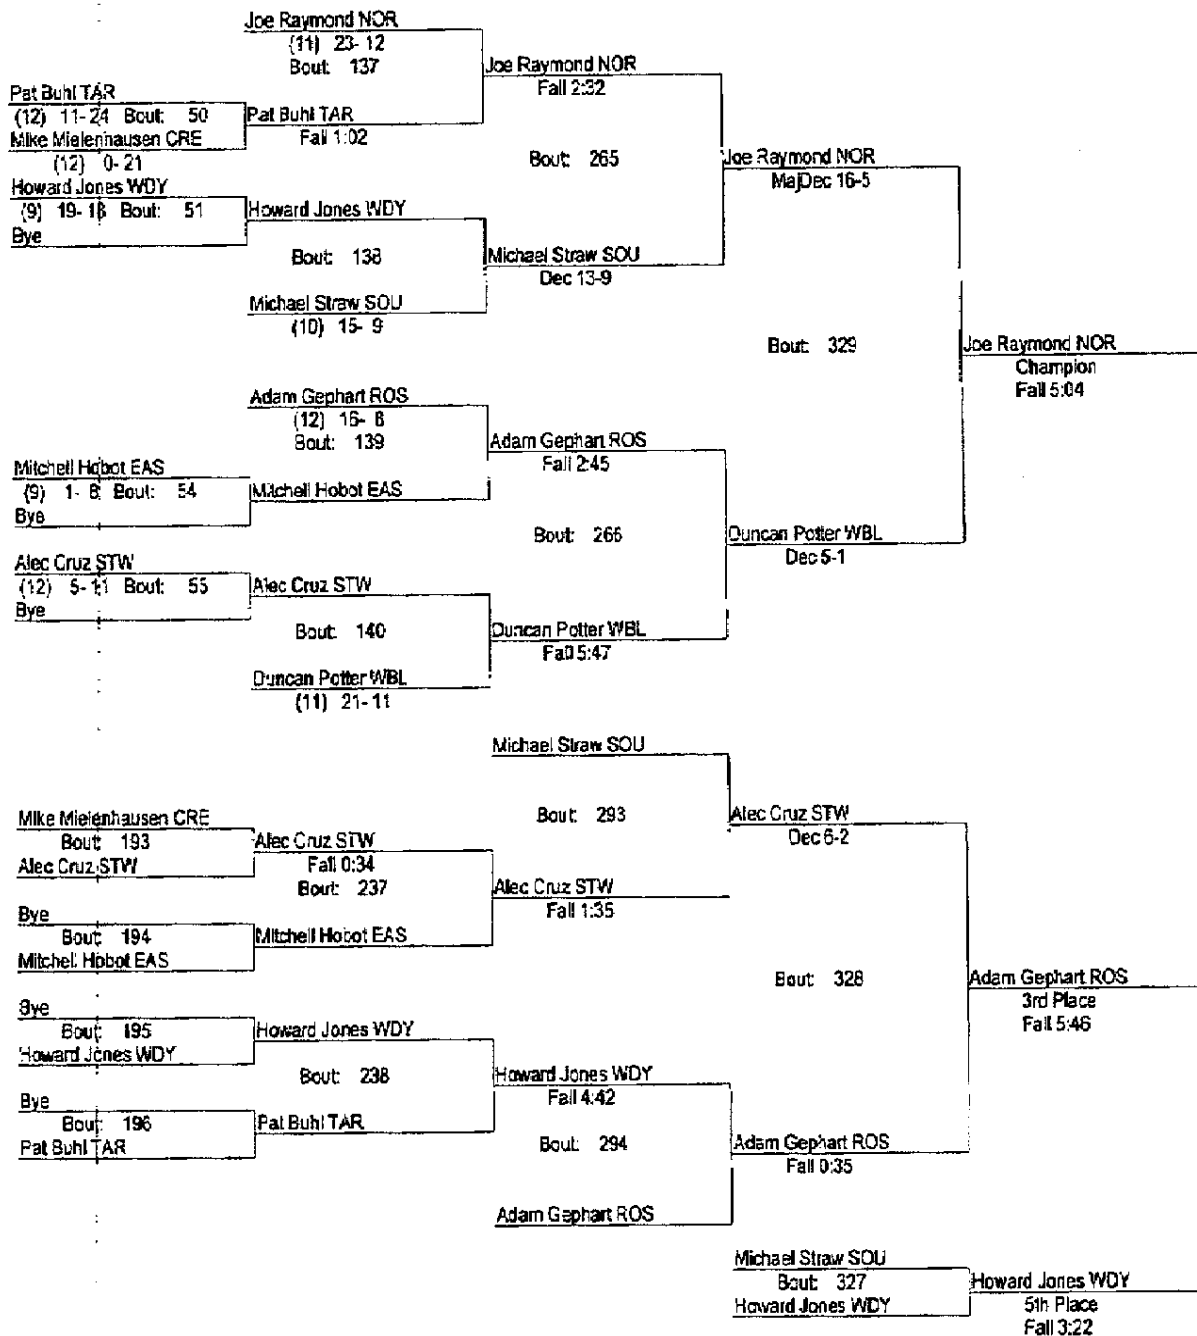 Joe Raymond NOR
(11) 23-12
Bout: 137
Joe Raymond NOR
Fall 2:32
Pat Buhl TAR
(12) 11-24 Bout: 50
Pat Buhl TAR
Fall 1:02
Mike Mielenhausen CRE
(12) 0-21
Bout: 265
Joe Raymond NOR
MajDec 16-5
Howard Jones WDY
(9) 19-18 Bout: 51
Howard Jones WDY
Bye
Bout: 138
Michael Straw SOU
Dec 13-9
Michael Straw SOU
(10) 15-9
Bout: 329
Joe Raymond NOR
Champion
Fall 5:04
Adam Gephart ROS
(12) 16-8
Bout: 139
Adam Gephart ROS
Fall 2:45
Mitchell Hobot EAS
(9) 1-8 Bout: 54
Mitchell Hobot EAS
Bye
Bout: 266
Duncan Potter WBL
Dec 5-1
Alec Cruz STW
(12) 5-11 Bout: 55
Alec Cruz STW
Bye
Bout: 140
Duncan Potter WBL
Fall 5:47
Duncan Potter WBL
(11) 21-11
Michael Straw SOU
Bout: 293
Alec Cruz STW
Dec 6-2
Mike Mielenhausen CRE
Bout: 193
Alec Cruz STW
Fall 0:34
Alec Cruz STW
Bout: 237
Alec Cruz STW
Fall 1:35
Bye
Bout: 194
Mitchell Hobot EAS
Mitchell Hobot EAS
Bout: 328
Adam Gephart ROS
3rd Place
Fall 5:46
Bye
Bout: 195
Howard Jones WDY
Howard Jones WDY
Bout: 238
Howard Jones WDY
Fall 4:42
Bye
Bout: 196
Pat Buhl TAR
Pat Buhl TAR
Bout: 294
Adam Gephart ROS
Fall 0:35
Adam Gephart ROS
Michael Straw SOU
Bout: 327
Howard Jones WDY
Howard Jones WDY
5th Place
Fall 3:22